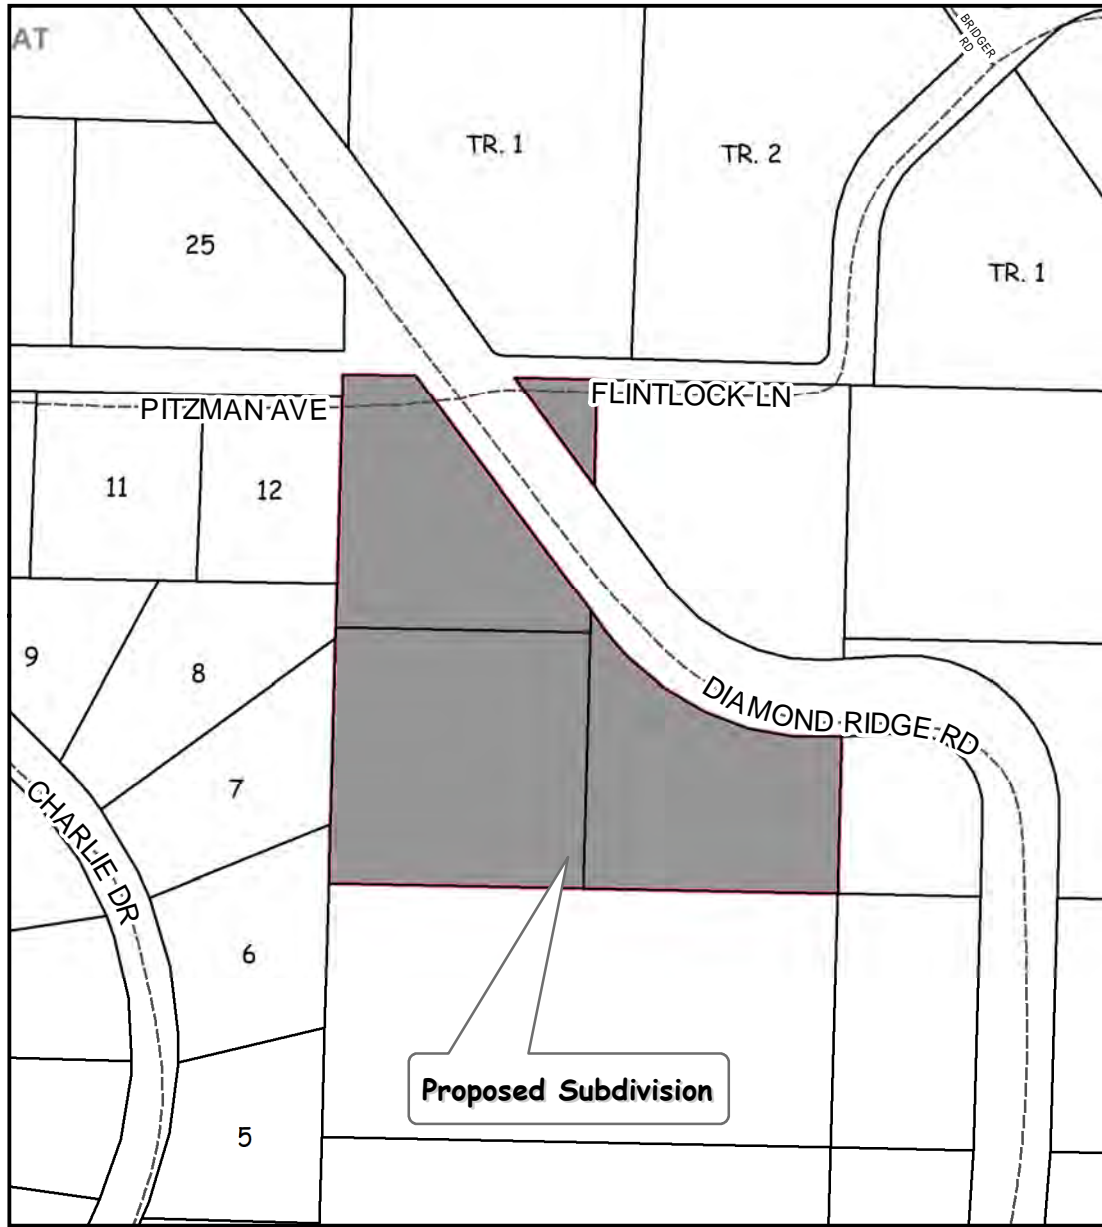 AT
BRIDGER
RD
TR. 1
TR. 2
25
TR. 1
PITZMAN AVE
FLINTLOCK LN
11
12
9
8
DIAMOND RIDGE RD
7
CHARLIE DR
6
Proposed Subdivision
5